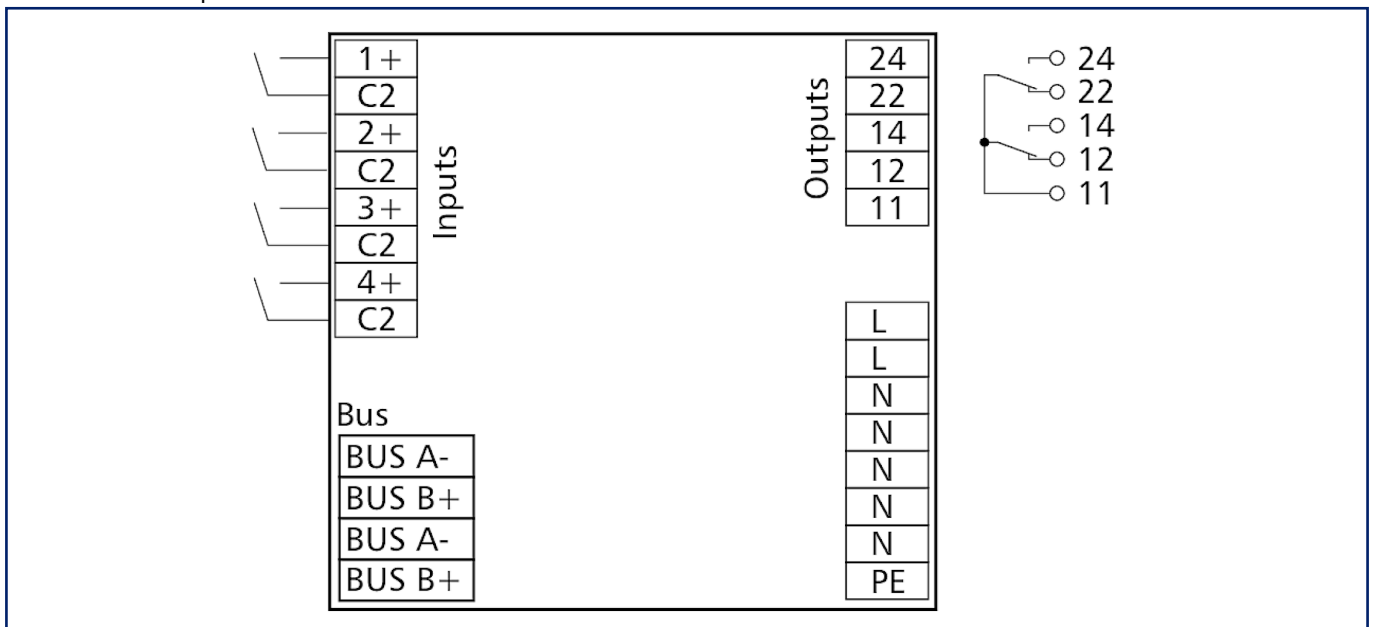 1+
C2
2+
C2
3+
C2
4+
C2
Inputs
Bus
BUS A-
BUS B+
BUS A-
BUS B+
Outputs
24
22
14
12
11
L
L
N
N
N
N
N
PE
24
22
14
12
11